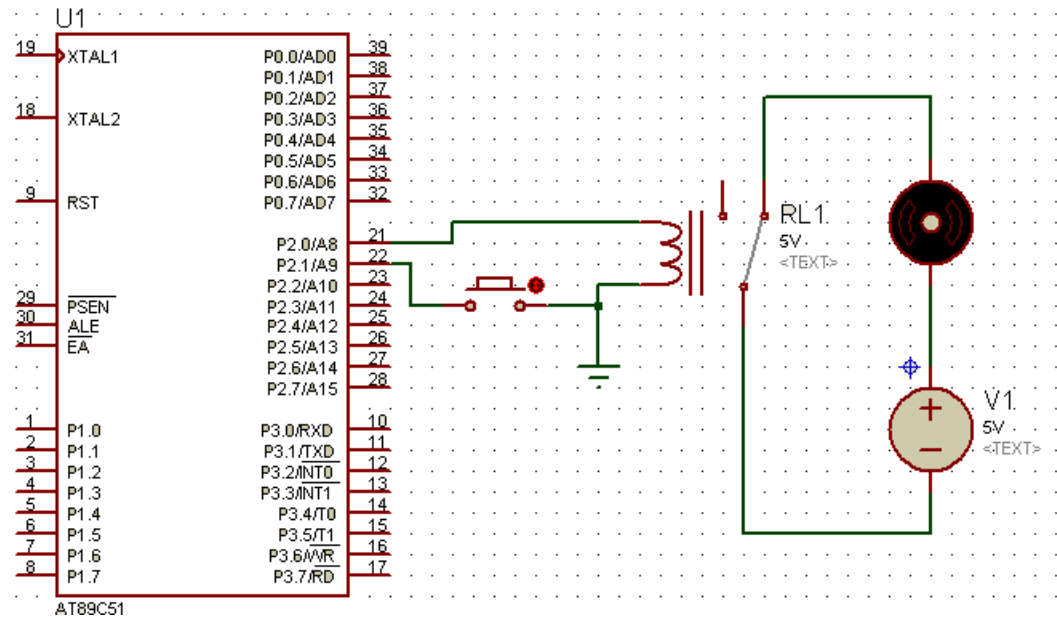 U1
19 XTAL1 P0.0/AD0 39
P0.1/AD1 38
P0.2/AD2 37
18 XTAL2 P0.3/AD3 36
P0.4/AD4 35
P0.5/AD5 34
P0.6/AD6 33
9 RST P0.7/AD7 32
P2.0/A8 21
P2.1/A9 22
P2.2/A10 23
29 PSEN P2.3/A11 24
30 ALE P2.4/A12 25
31 EA P2.5/A13 26
P2.6/A14 27
P2.7/A15 28
1 P1.0 P3.0/RXD 10
2 P1.1 P3.1/TXD 11
3 P1.2 P3.2/INT0 12
4 P1.3 P3.3/INT1 13
5 P1.4 P3.4/T0 14
6 P1.5 P3.5/T1 15
7 P1.6 P3.6/WR 16
8 P1.7 P3.7/RD 17
AT89C51
RL1
5V
<TEXT>
V1
+
5V
<TEXT>
−